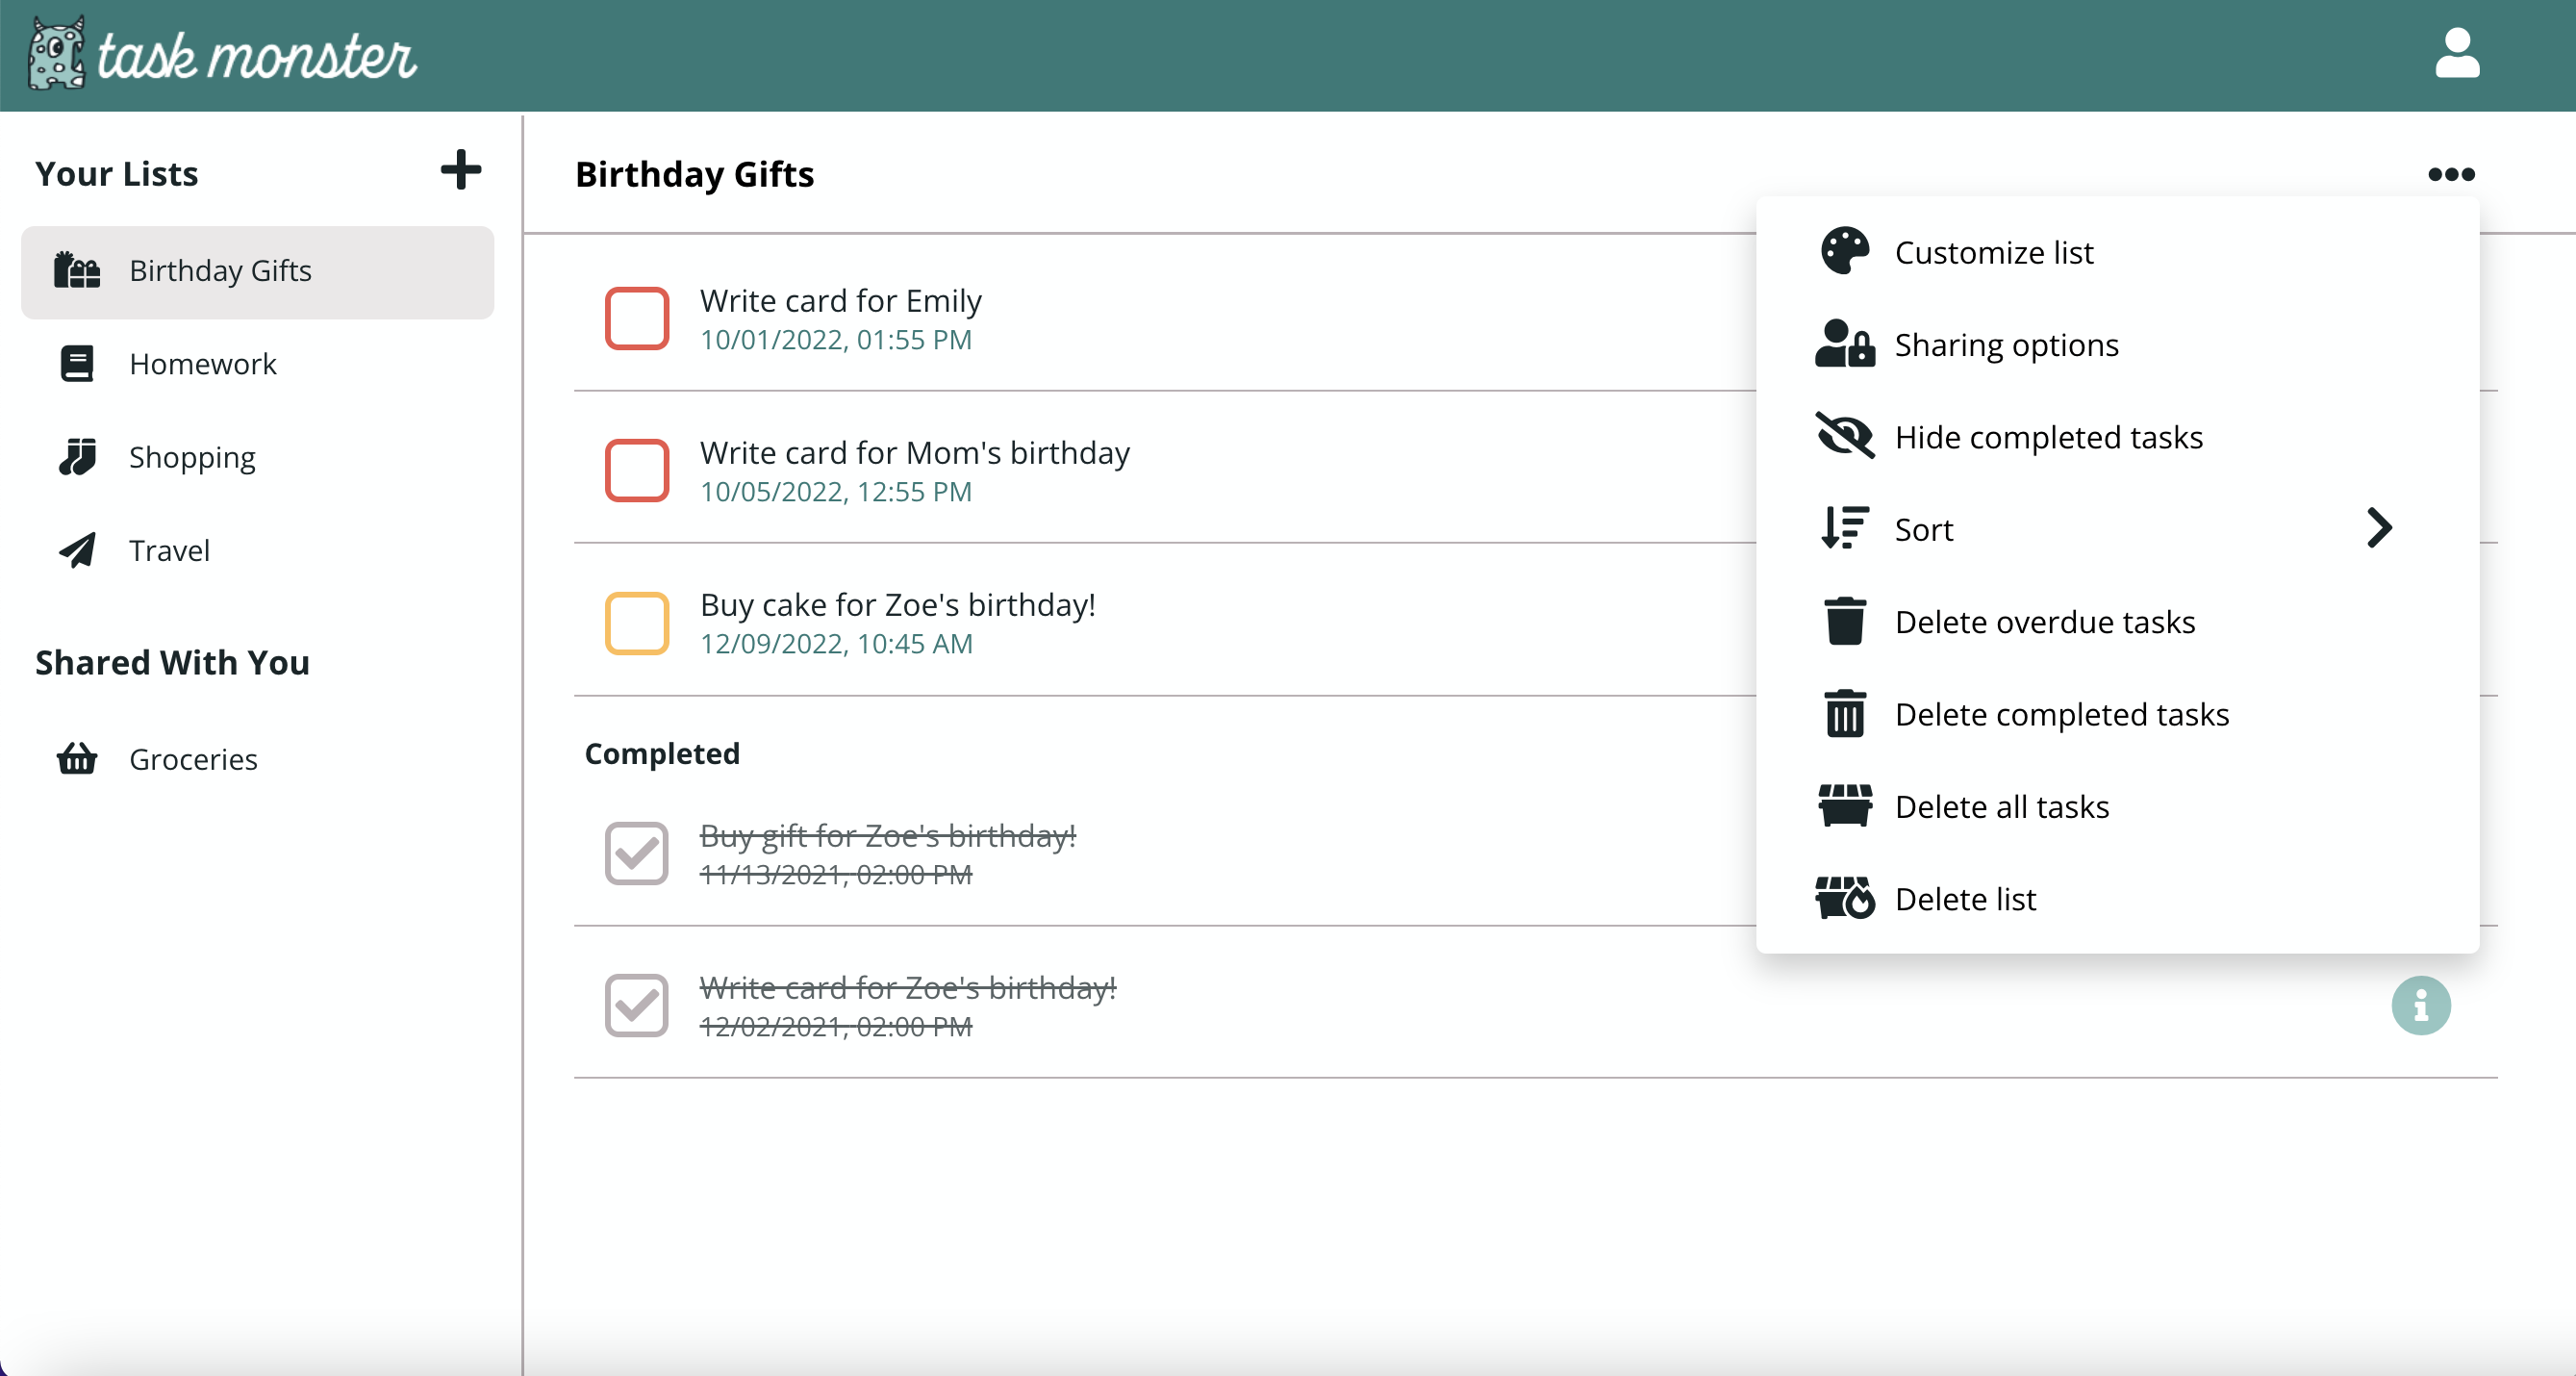 task monster
Your Lists
Birthday Gifts
Homework
Shopping
Travel
Shared With You
Groceries
Birthday Gifts
Write card for Emily
10/01/2022, 01:55 PM
Write card for Mom's birthday
10/05/2022, 12:55 PM
Buy cake for Zoe's birthday!
12/09/2022, 10:45 AM
Completed
Buy gift for Zoe's birthday!
11/13/2021, 02:00 PM
Write card for Zoe's birthday!
12/02/2021, 02:00 PM
Customize list
Sharing options
Hide completed tasks
Sort
Delete overdue tasks
Delete completed tasks
Delete all tasks
Delete list